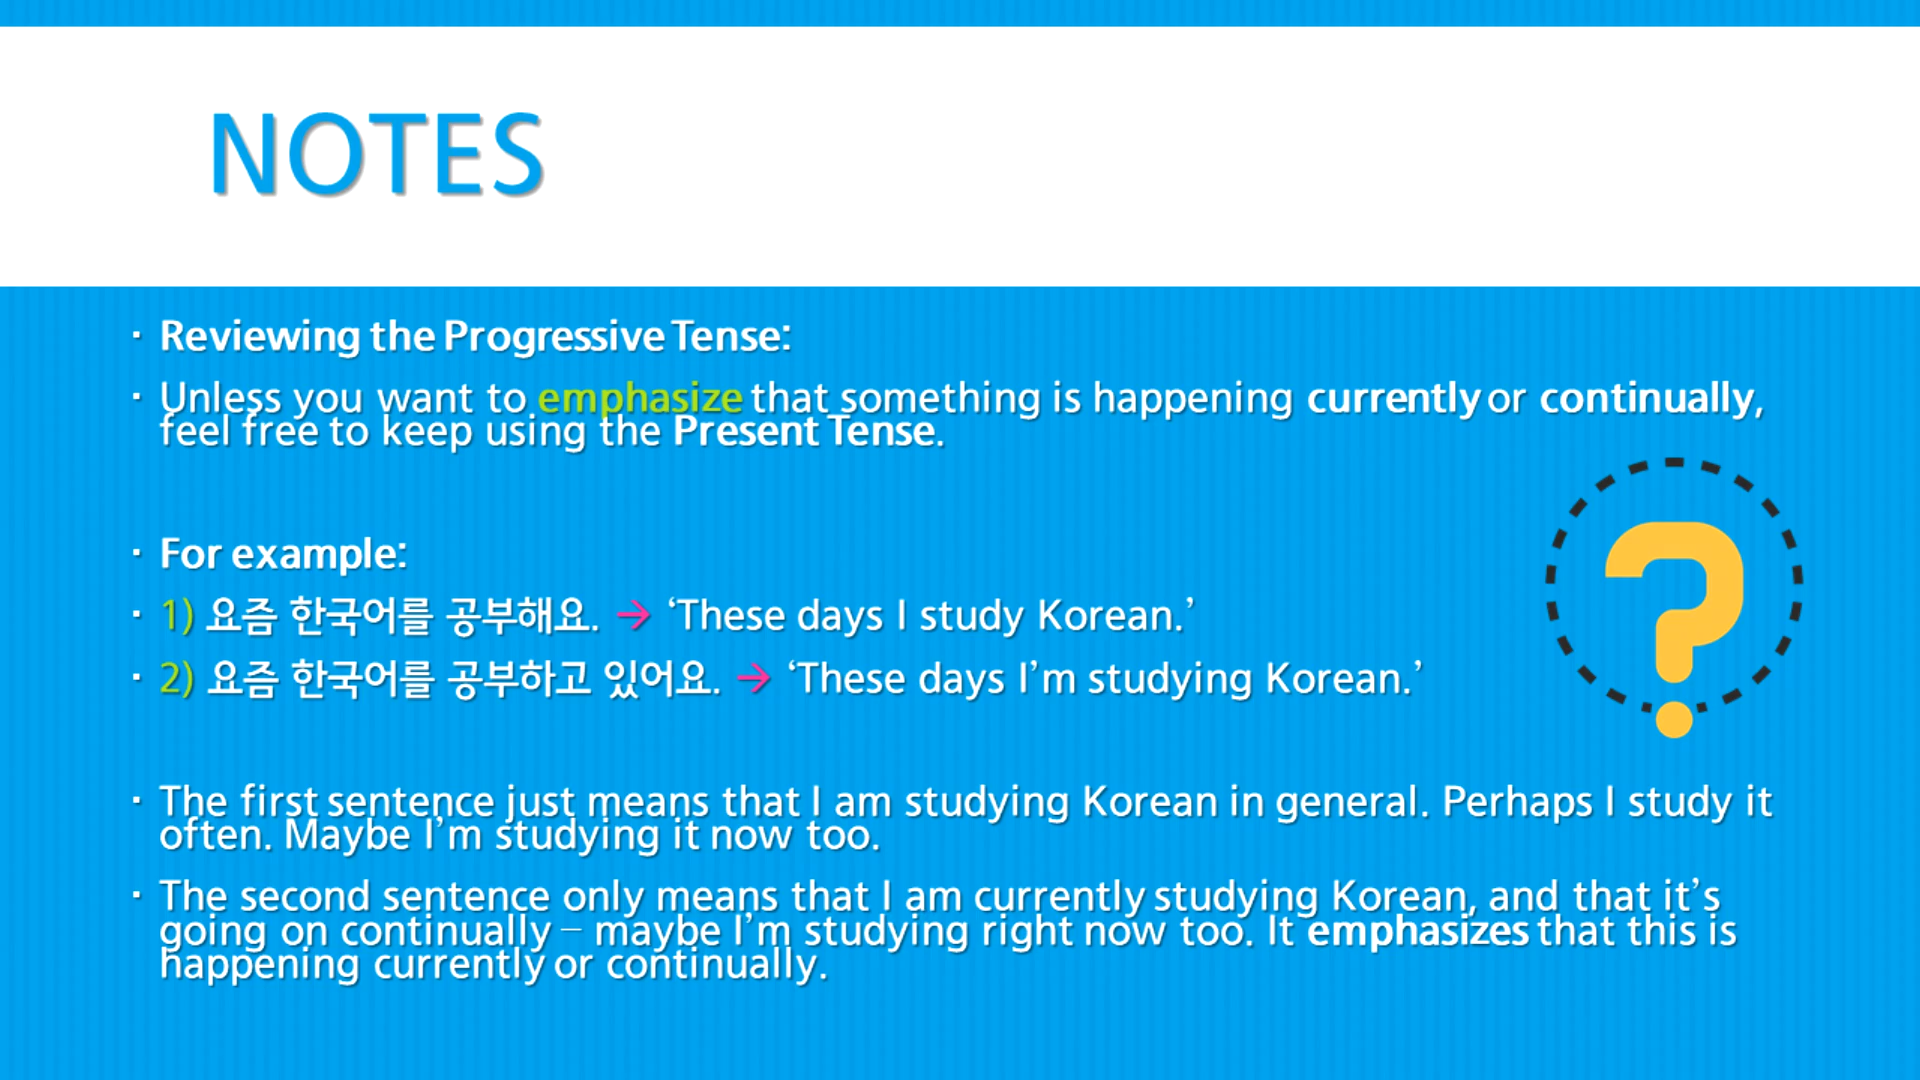 NOTES
· Reviewing the Progressive Tense:
· Unless you want to emphasize that something is happening currently or continually,
feel free to keep using the Present Tense.
· For example:
· 1) 요즘 한국어를 공부해요. → ‘These days I study Korean.’
· 2) 요즘 한국어를 공부하고 있어요. → ‘These days I’m studying Korean.’
· The first sentence just means that I am studying Korean in general. Perhaps I study it
often. Maybe I’m studying it now too.
· The second sentence only means that I am currently studying Korean, and that it’s
going on continually – maybe I’m studying right now too. It emphasizes that this is
happening currently or continually.